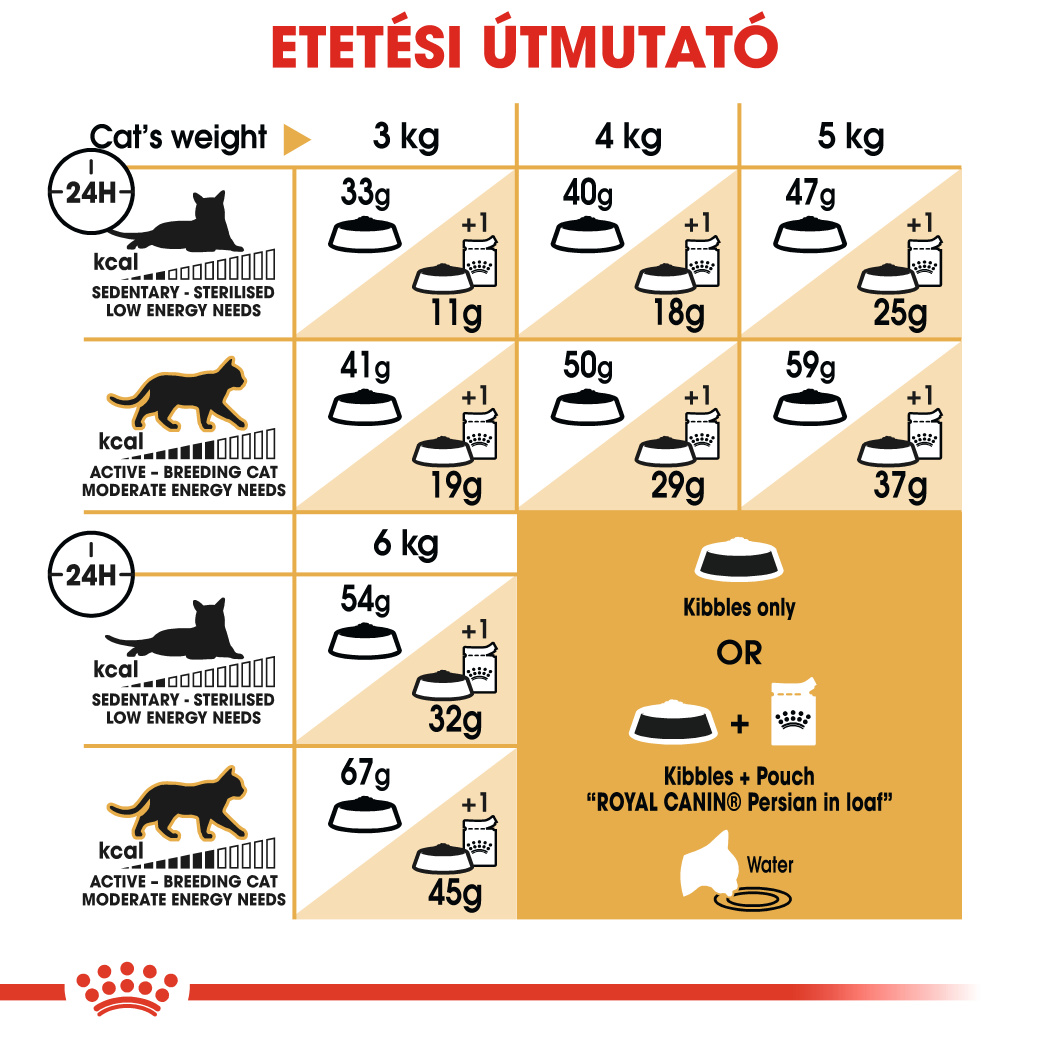 ETETÉSI ÚTMUTATÓ
Cat's weight 3 kg 4 kg 5 kg
24H
33g 40g 47g
+1 +1 +1
kcal
SEDENTARY - STERILISED
LOW ENERGY NEEDS
11g 18g 25g
41g 50g 59g
+1 +1 +1
kcal
ACTIVE – BREEDING CAT
MODERATE ENERGY NEEDS
19g 29g 37g
6 kg
24H
54g
+1
kcal
SEDENTARY - STERILISED
LOW ENERGY NEEDS
32g
67g
+1
kcal
ACTIVE – BREEDING CAT
MODERATE ENERGY NEEDS
45g
Kibbles only
OR
+
Kibbles + Pouch
“ROYAL CANIN® Persian in loaf”
Water